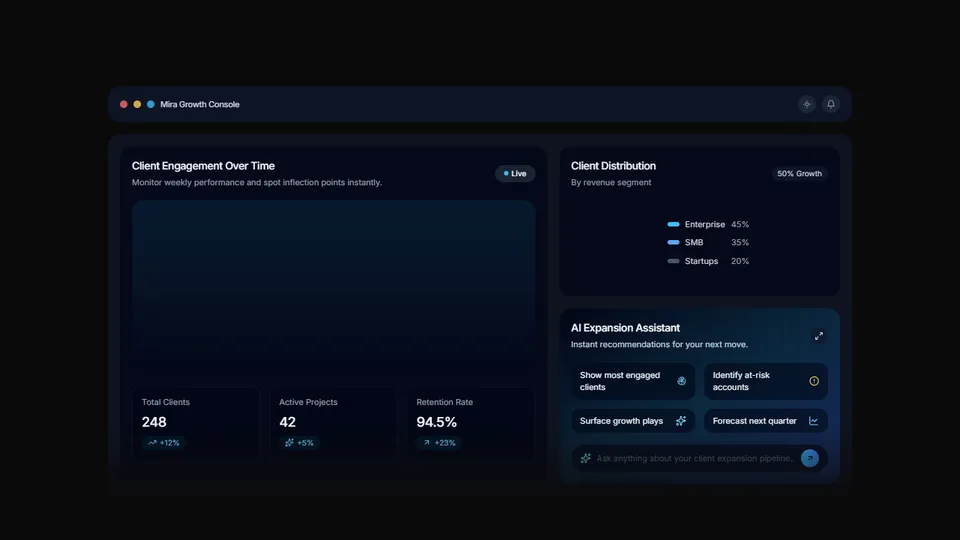 Mira Growth Console
Client Engagement Over Time
Monitor weekly performance and spot inflection points instantly.
Live
Total Clients
248
+12%
Active Projects
42
+5%
Retention Rate
94.5%
+23%
Client Distribution
By revenue segment
50% Growth
Enterprise 45%
SMB 35%
Startups 20%
AI Expansion Assistant
Instant recommendations for your next move.
Show most engaged
clients
Identify at-risk
accounts
Surface growth plays
Forecast next quarter
Ask anything about your client expansion pipeline...